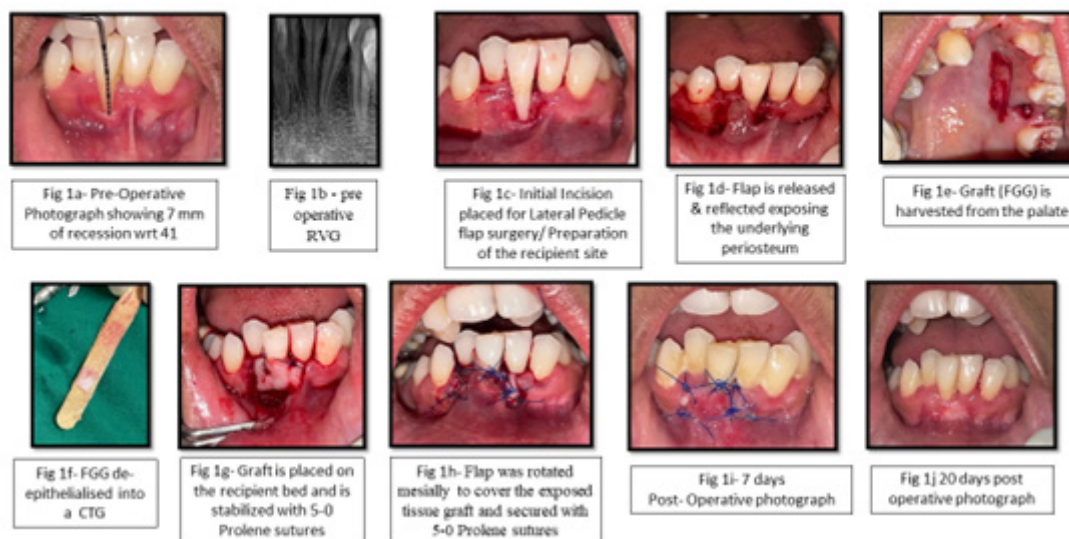 Fig 1a- Pre-Operative
Photograph showing 7 mm
of recession wrt 41
Fig 1b - pre
operative
RVG
Fig 1c- Initial Incision
placed for Lateral Pedicle
flap surgery/ Preparation
of the recipient site
Fig 1d- Flap is released
& reflected exposing
the underlying
periosteum
Fig 1e- Graft (FGG) is
harvested from the palate
Fig 1f- FGG de-
epithelialised into
a CTG
Fig 1g- Graft is placed on
the recipient bed and is
stabilized with 5-0
Prolene sutures
Fig 1h- Flap was rotated
mesially to cover the exposed
tissue graft and secured with
5-0 Prolene sutures
Fig 1i- 7 days
Post- Operative photograph
Fig 1j 20 days post
operative photograph